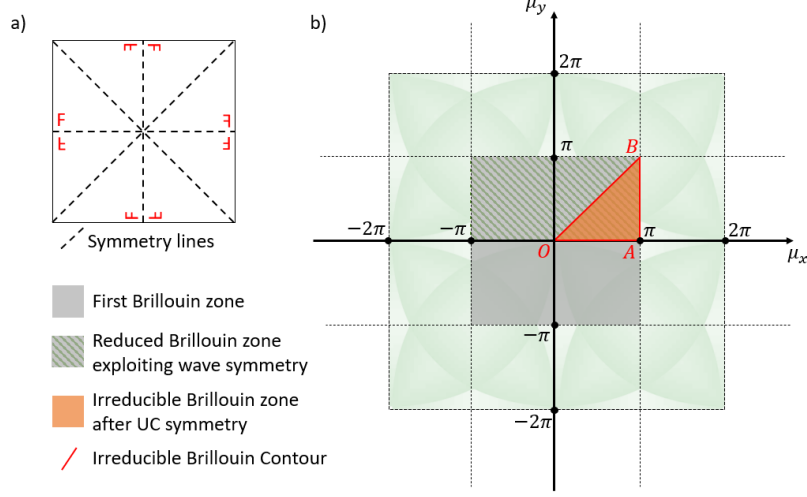 a)
F
Symmetry lines
First Brillouin zone
Reduced Brillouin zone
exploiting wave symmetry
Irreducible Brillouin zone
after UC symmetry
Irreducible Brillouin Contour
b)
μy
2π
π
B
−2π
−π
O
A
π
2π
μx
−π
−2π